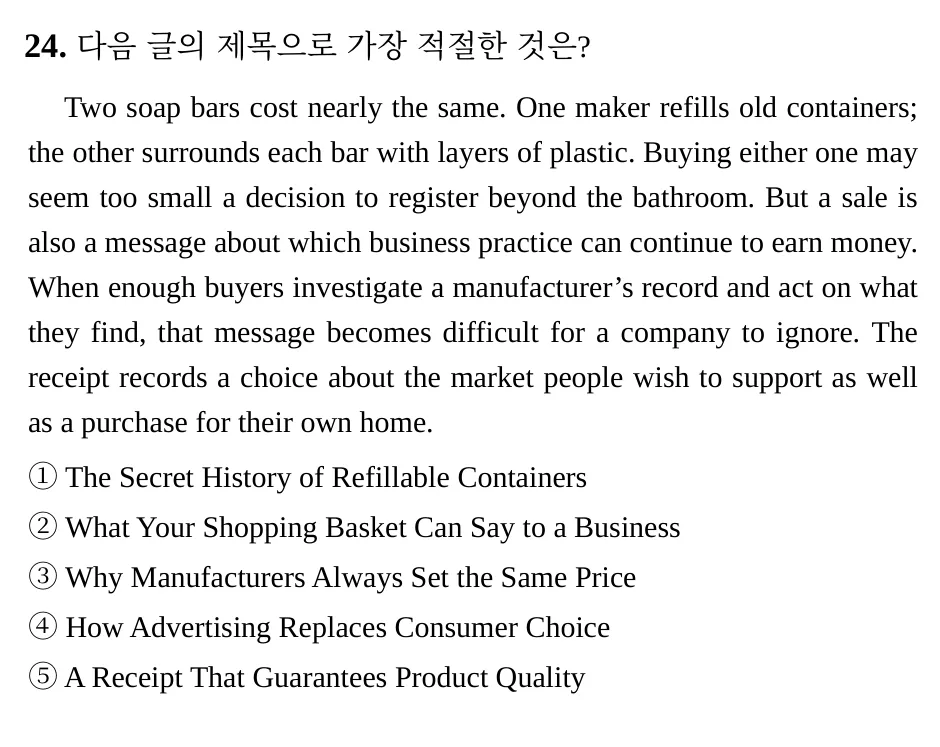 24. 다음 글의 제목으로 가장 적절한 것은?
Two soap bars cost nearly the same. One maker refills old containers;
the other surrounds each bar with layers of plastic. Buying either one may
seem too small a decision to register beyond the bathroom. But a sale is
also a message about which business practice can continue to earn money.
When enough buyers investigate a manufacturer’s record and act on what
they find, that message becomes difficult for a company to ignore. The
receipt records a choice about the market people wish to support as well
as a purchase for their own home.
① The Secret History of Refillable Containers
② What Your Shopping Basket Can Say to a Business
③ Why Manufacturers Always Set the Same Price
④ How Advertising Replaces Consumer Choice
⑤ A Receipt That Guarantees Product Quality